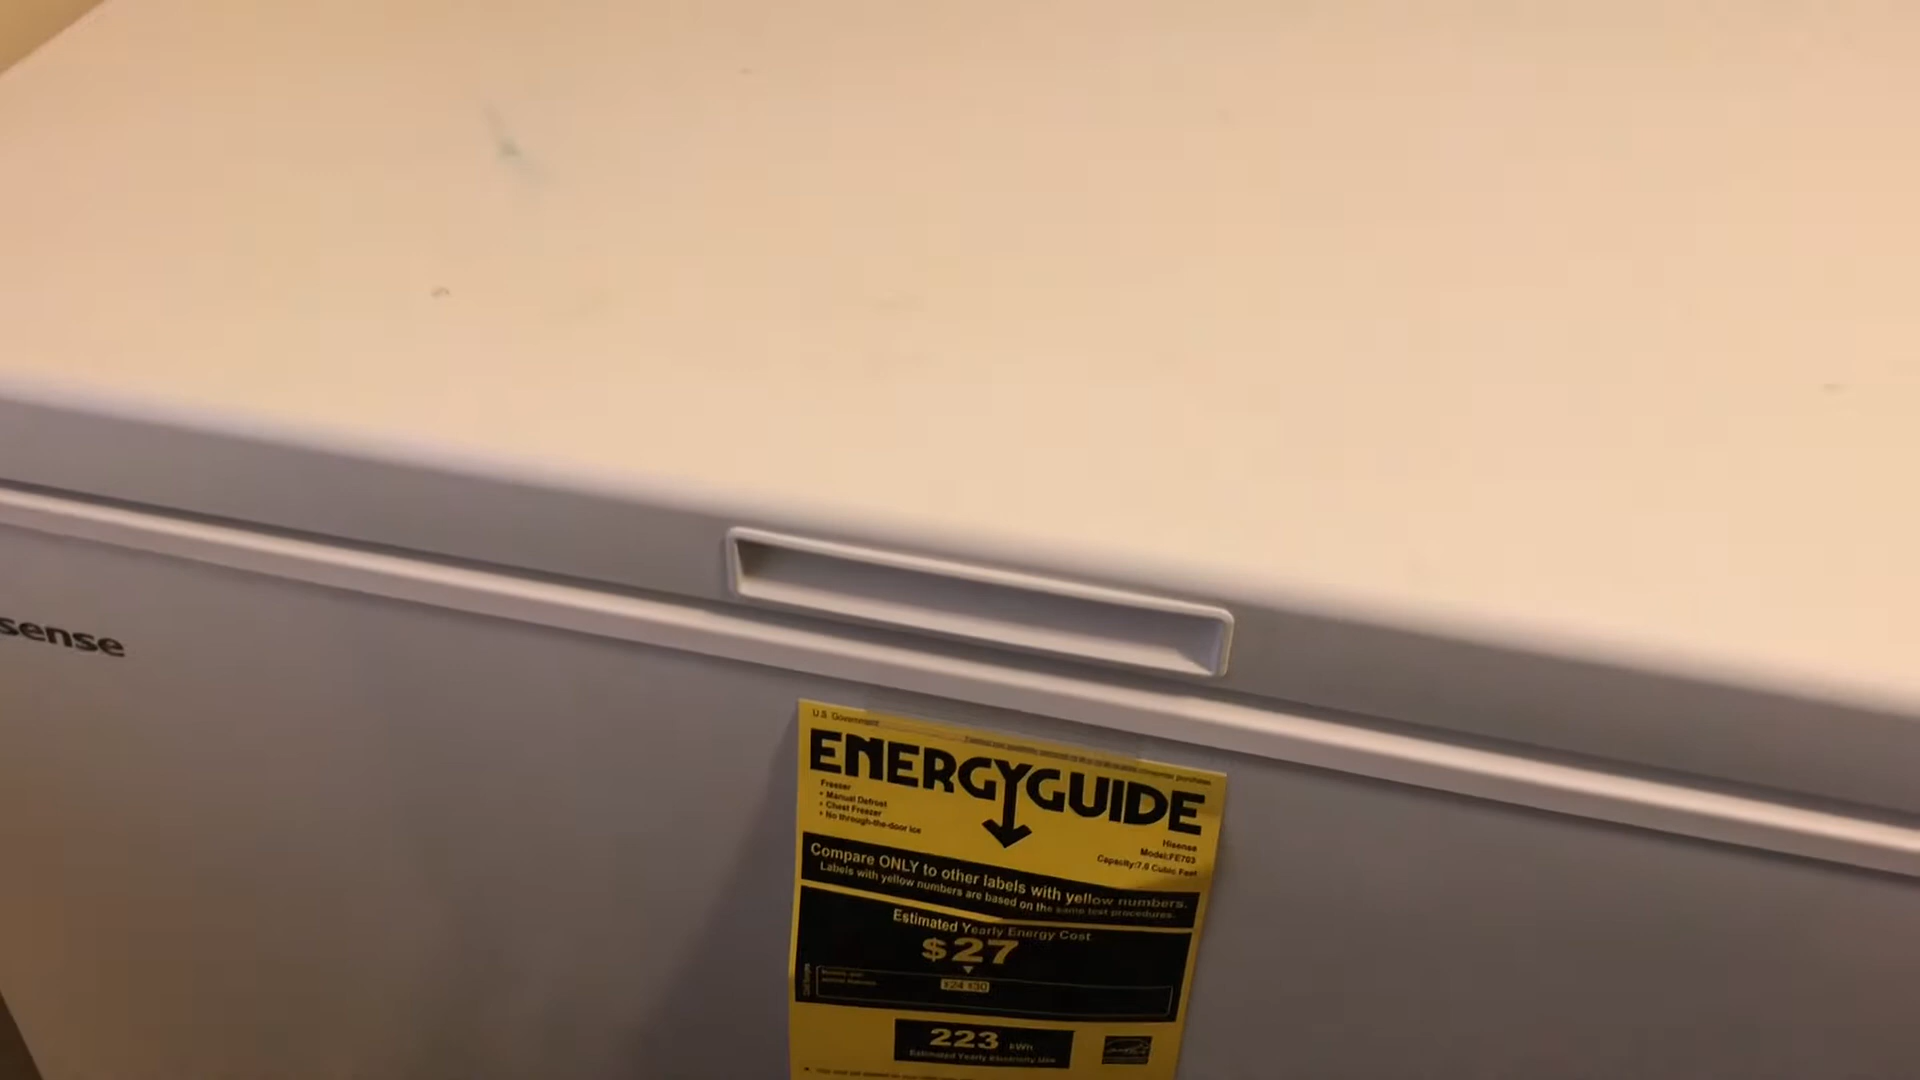 sense
U.S. Government
ENERGYGUIDE
Freezer
• Manual Defrost
• Chest Freezer
• No through-the-door ice
Hisense
Model:FE703
Capacity:7.0 Cubic Feet
Compare ONLY to other labels with yellow numbers.
Labels with yellow numbers are based on the same test procedures.
Estimated Yearly Energy Cost
$27
$24 $30
223 kWh
Estimated Yearly Electricity Use